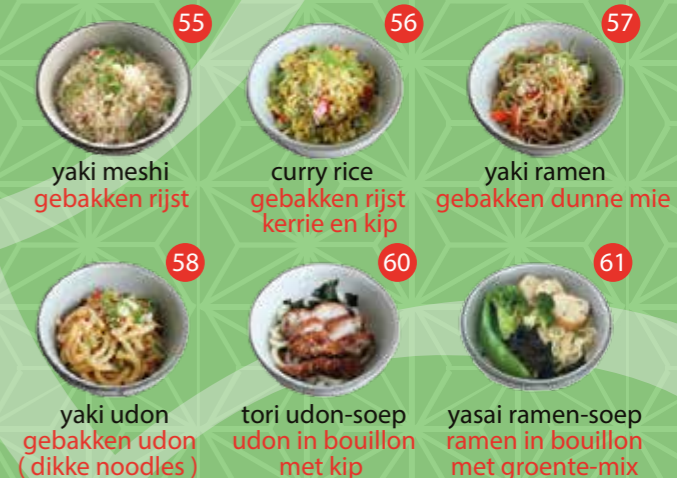 55
yaki meshi
gebakken rijst
56
curry rice
gebakken rijst
kerrie en kip
57
yaki ramen
gebakken dunne mie
58
yaki udon
gebakken udon
( dikke noodles )
60
tori udon-soep
udon in bouillon
met kip
61
yasai ramen-soep
ramen in bouillon
met groente-mix